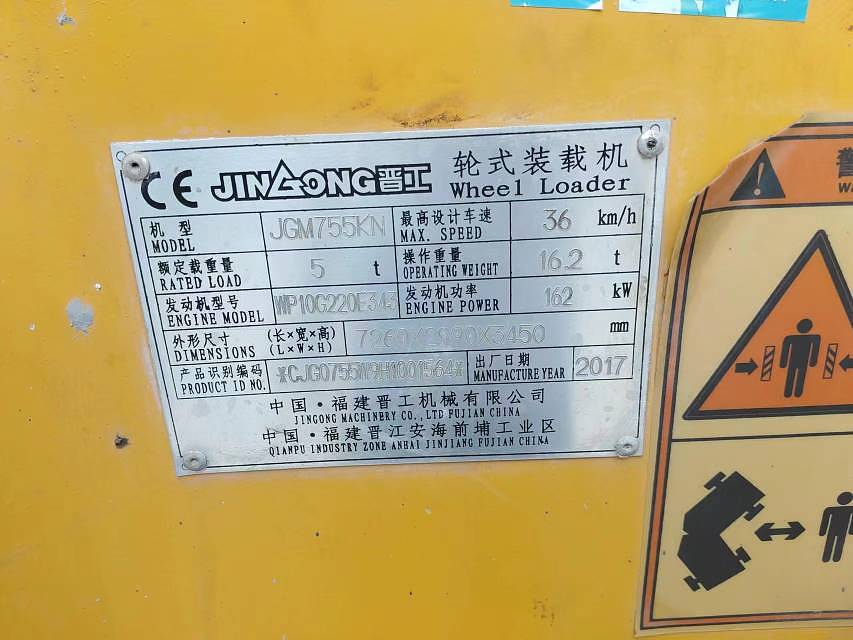 CE JINGONG晋工 轮式装载机
Wheel Loader
机型 JGM755KN 最高设计车速 36 km/h
MODEL MAX. SPEED
额定载重量 5 t 操作重量 16.2 t
RATED LOAD OPERATING WEIGHT
发动机型号 WP10G220E343 发动机功率 162 kW
ENGINE MODEL ENGINE POWER
外形尺寸 (长×宽×高) mm
DIMENSIONS (L×W×H)
产品识别编码 出厂日期 2017
PRODUCT ID NO. MANUFACTURE YEAR
中国·福建晋工机械有限公司
JINGONG MACHINERY CO., LTD FUJIAN CHINA
中国·福建晋江安海前埔工业区
QIANPU INDUSTRY ZONE ANHAI JINJIANG FUJIAN CHINA